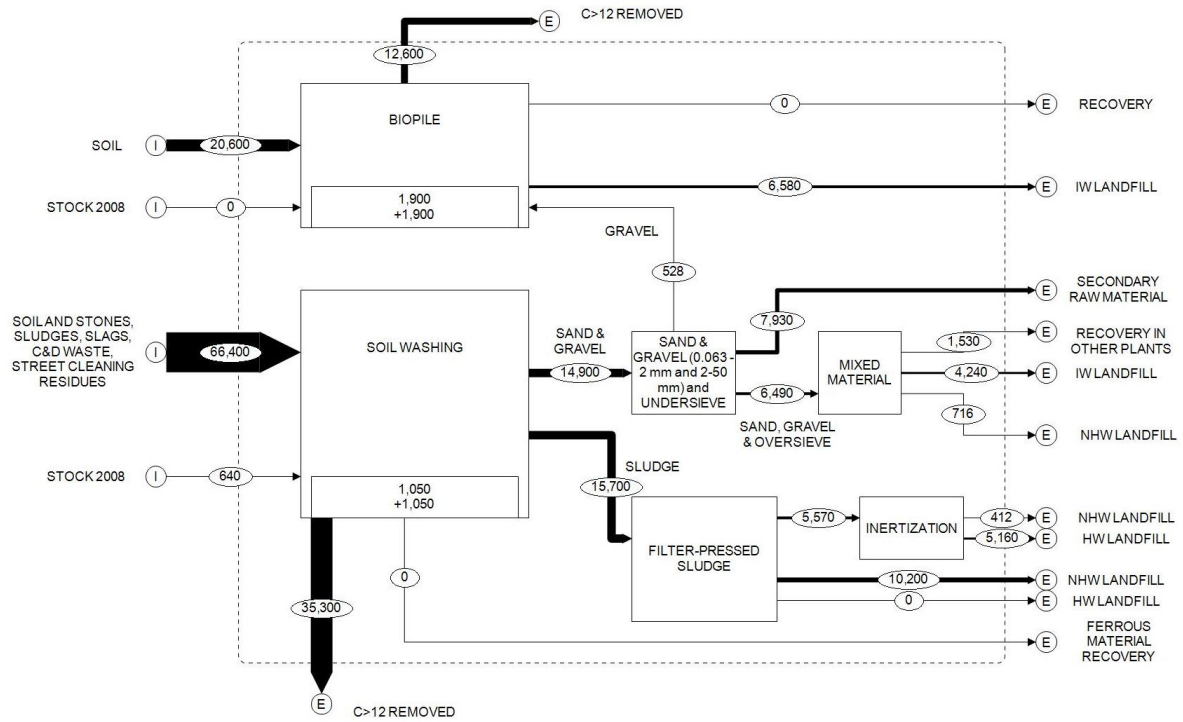 E
C>12 REMOVED
12,600
BIOPILE
0
E
RECOVERY
SOIL
I
20,600
6,580
E
IW LANDFILL
STOCK 2008
I
0
1,900
+1,900
GRAVEL
528
SOIL AND STONES,
SLUDGES, SLAGS,
C&D WASTE,
STREET CLEANING
RESIDUES
I
66,400
SOIL WASHING
SAND &
GRAVEL
14,900
SAND &
GRAVEL (0.063 -
2 mm and 2-50
mm) and
UNDERSIEVE
7,930
E
SECONDARY
RAW MATERIAL
6,490
SAND, GRAVEL
& OVERSIEVE
MIXED
MATERIAL
1,530
E
RECOVERY IN
OTHER PLANTS
4,240
E
IW LANDFILL
716
E
NHW LANDFILL
STOCK 2008
I
640
1,050
+1,050
SLUDGE
15,700
FILTER-PRESSED
SLUDGE
5,570
INERTIZATION
412
E
NHW LANDFILL
5,160
E
HW LANDFILL
10,200
E
NHW LANDFILL
0
E
HW LANDFILL
0
E
FERROUS
MATERIAL
RECOVERY
35,300
E
C>12 REMOVED